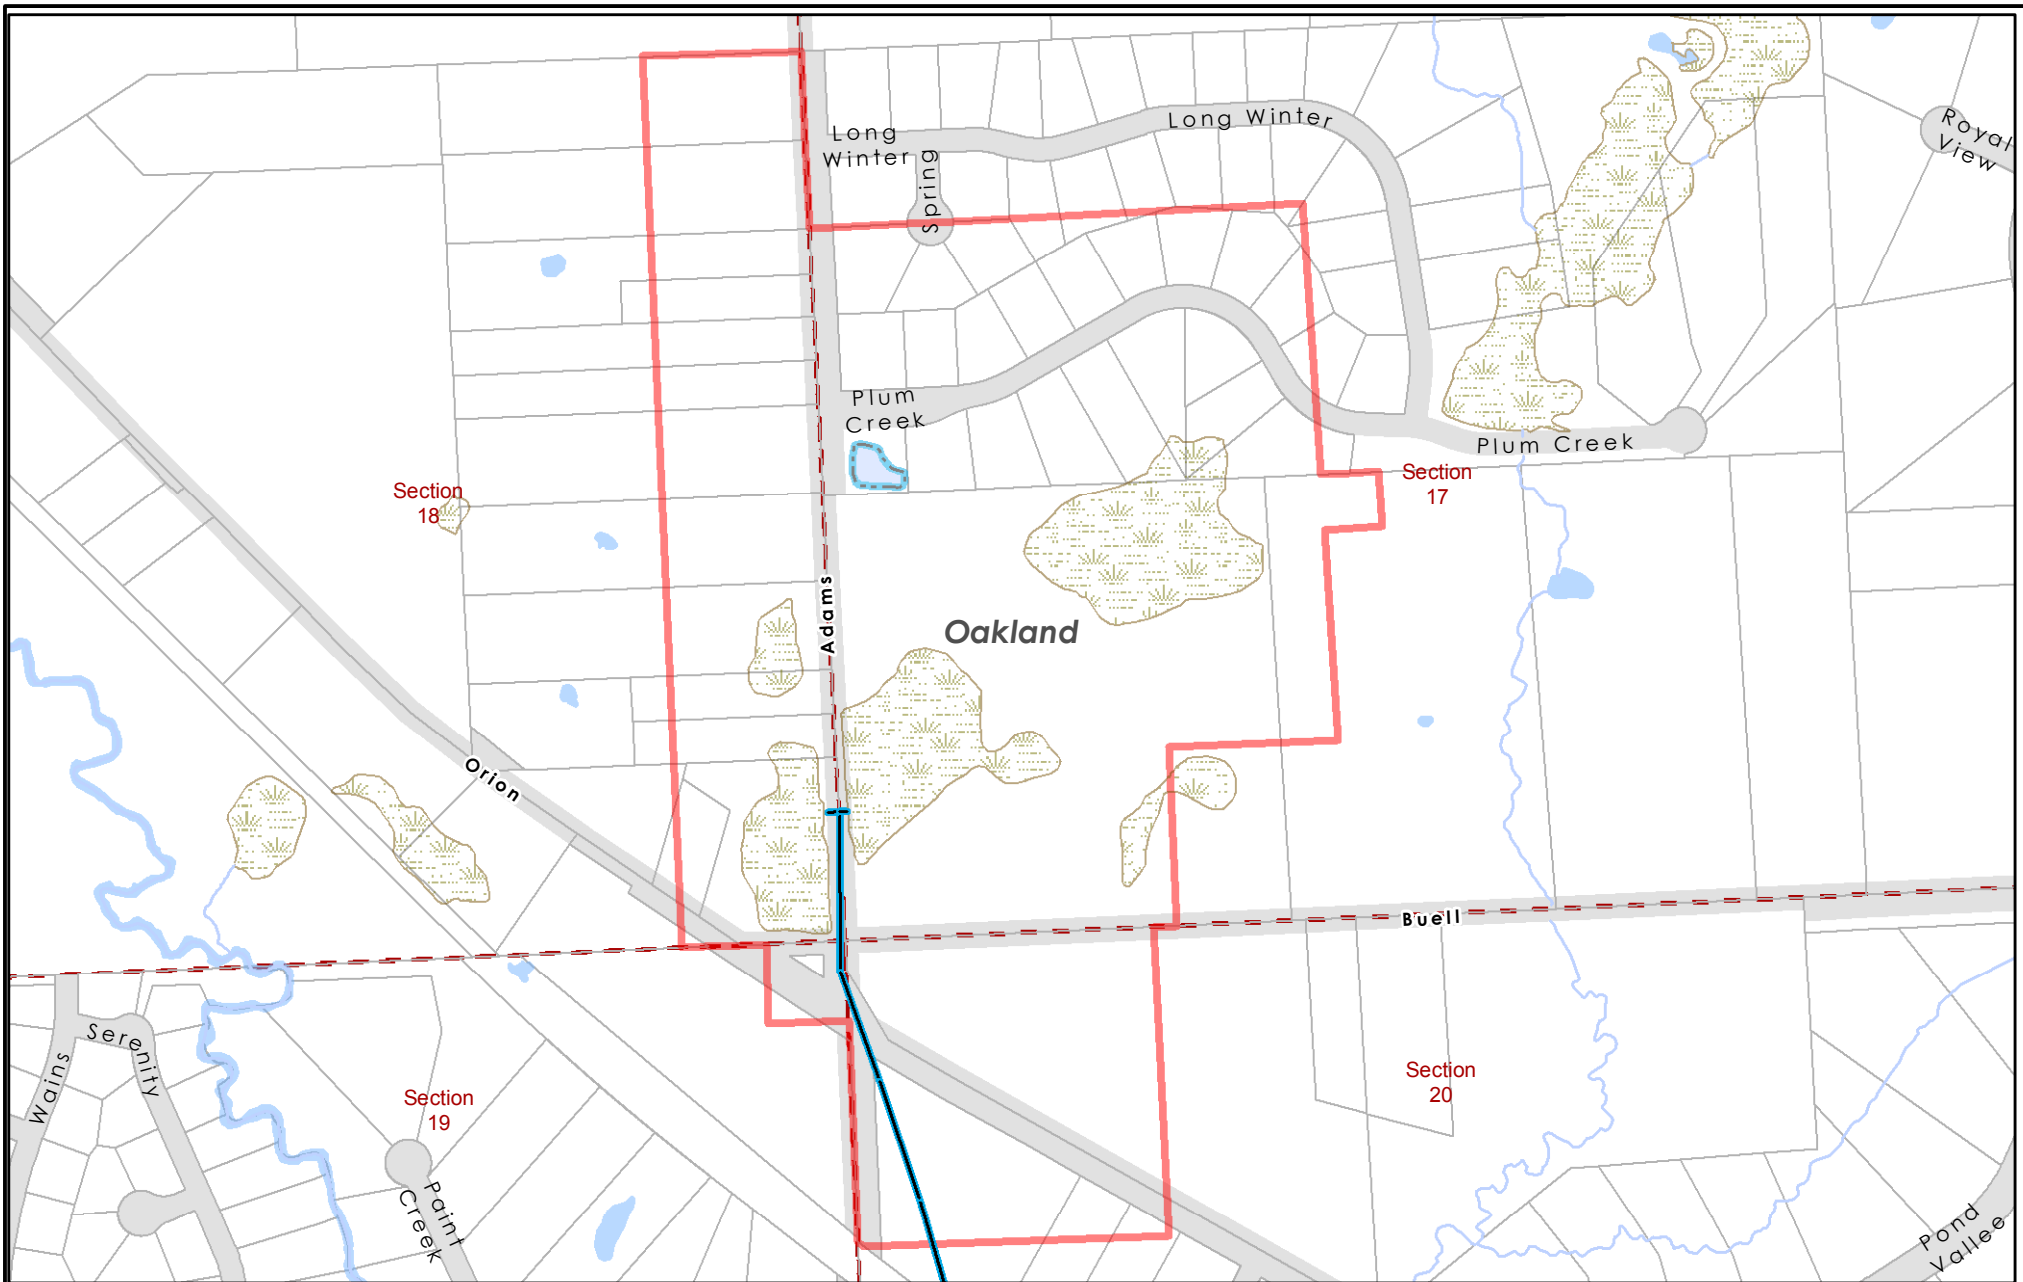 Long Winter
Long
Winter
Spring
Royal
View
Plum
Creek
Plum Creek
Section
17
Section
18
Adams
Oakland
Orion
Buell
Serenity
Wains
Section
19
Section
20
Paint
Creek
Pond
Vallee